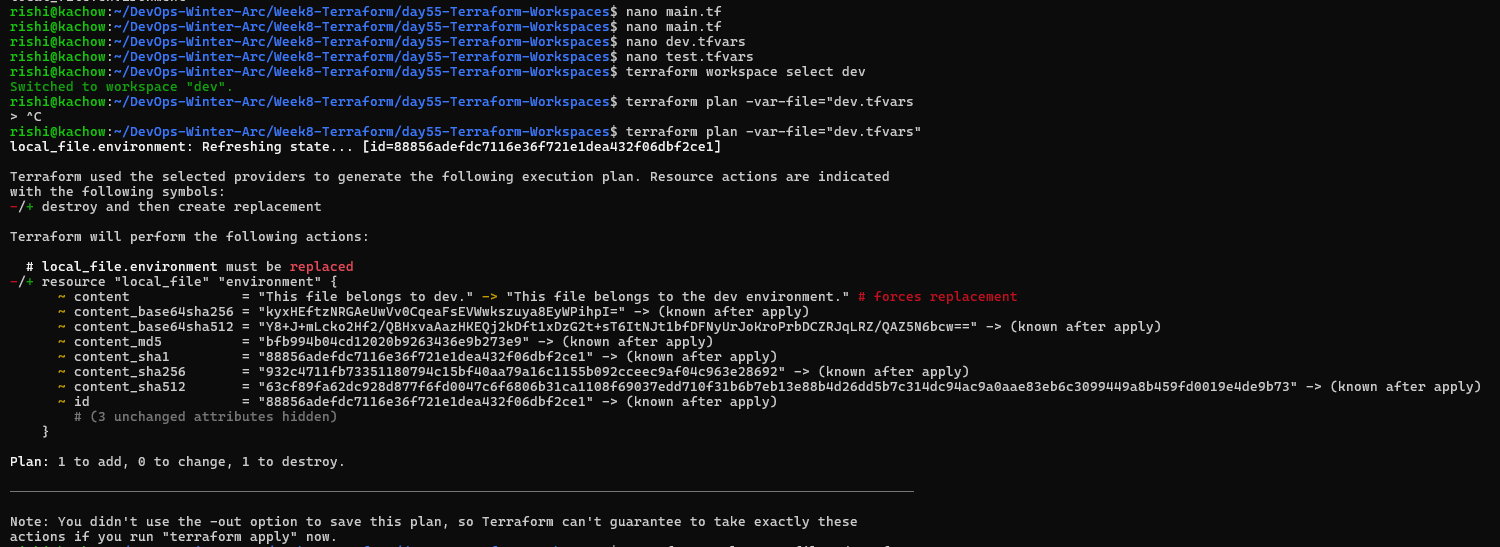 rishi@kachow:~/DevOps-Winter-Arc/Week8-Terraform/day55-Terraform-Workspaces$ nano main.tf
rishi@kachow:~/DevOps-Winter-Arc/Week8-Terraform/day55-Terraform-Workspaces$ nano main.tf
rishi@kachow:~/DevOps-Winter-Arc/Week8-Terraform/day55-Terraform-Workspaces$ nano dev.tfvars
rishi@kachow:~/DevOps-Winter-Arc/Week8-Terraform/day55-Terraform-Workspaces$ nano test.tfvars
rishi@kachow:~/DevOps-Winter-Arc/Week8-Terraform/day55-Terraform-Workspaces$ terraform workspace select dev
Switched to workspace "dev".
rishi@kachow:~/DevOps-Winter-Arc/Week8-Terraform/day55-Terraform-Workspaces$ terraform plan -var-file="dev.tfvars
> ^C
rishi@kachow:~/DevOps-Winter-Arc/Week8-Terraform/day55-Terraform-Workspaces$ terraform plan -var-file="dev.tfvars"
local_file.environment: Refreshing state... [id=88856adefdc7116e36f721e1dea432f06dbf2ce1]
Terraform used the selected providers to generate the following execution plan. Resource actions are indicated
with the following symbols:
-/+ destroy and then create replacement
Terraform will perform the following actions:
# local_file.environment must be replaced
-/+ resource "local_file" "environment" {
~ content = "This file belongs to dev." -> "This file belongs to the dev environment." # forces replacement
~ content_base64sha256 = "kyxHEftzNRGAeUwVv0CqeaFsEVWwkszuya8EyWPihpI=" -> (known after apply)
~ content_base64sha512 = "Y8+J+mLcko2Hf2/QBHxvaAazHKEQj2kDft1xDzG2t+sT6ItNJt1bfDFNyUrJoKroPrbDCZRJqLRZ/QAZ5N6bcw==" -> (known after apply)
~ content_md5 = "bfb994b04cd12020b9263436e9b273e9" -> (known after apply)
~ content_sha1 = "88856adefdc7116e36f721e1dea432f06dbf2ce1" -> (known after apply)
~ content_sha256 = "932c4711fb73351180794c15bf40aa79a16c1155b092cceec9af04c963e28692" -> (known after apply)
~ content_sha512 = "63cf89fa62dc928d877f6fd0047c6f6806b31ca1108f69037edd710f31b6b7eb13e88b4d26dd5b7c314dc94ac9a0aae83eb6c3099449a8b459fd0019e4de9b73" -> (known after apply)
~ id = "88856adefdc7116e36f721e1dea432f06dbf2ce1" -> (known after apply)
# (3 unchanged attributes hidden)
}
Plan: 1 to add, 0 to change, 1 to destroy.
Note: You didn't use the -out option to save this plan, so Terraform can't guarantee to take exactly these
actions if you run "terraform apply" now.